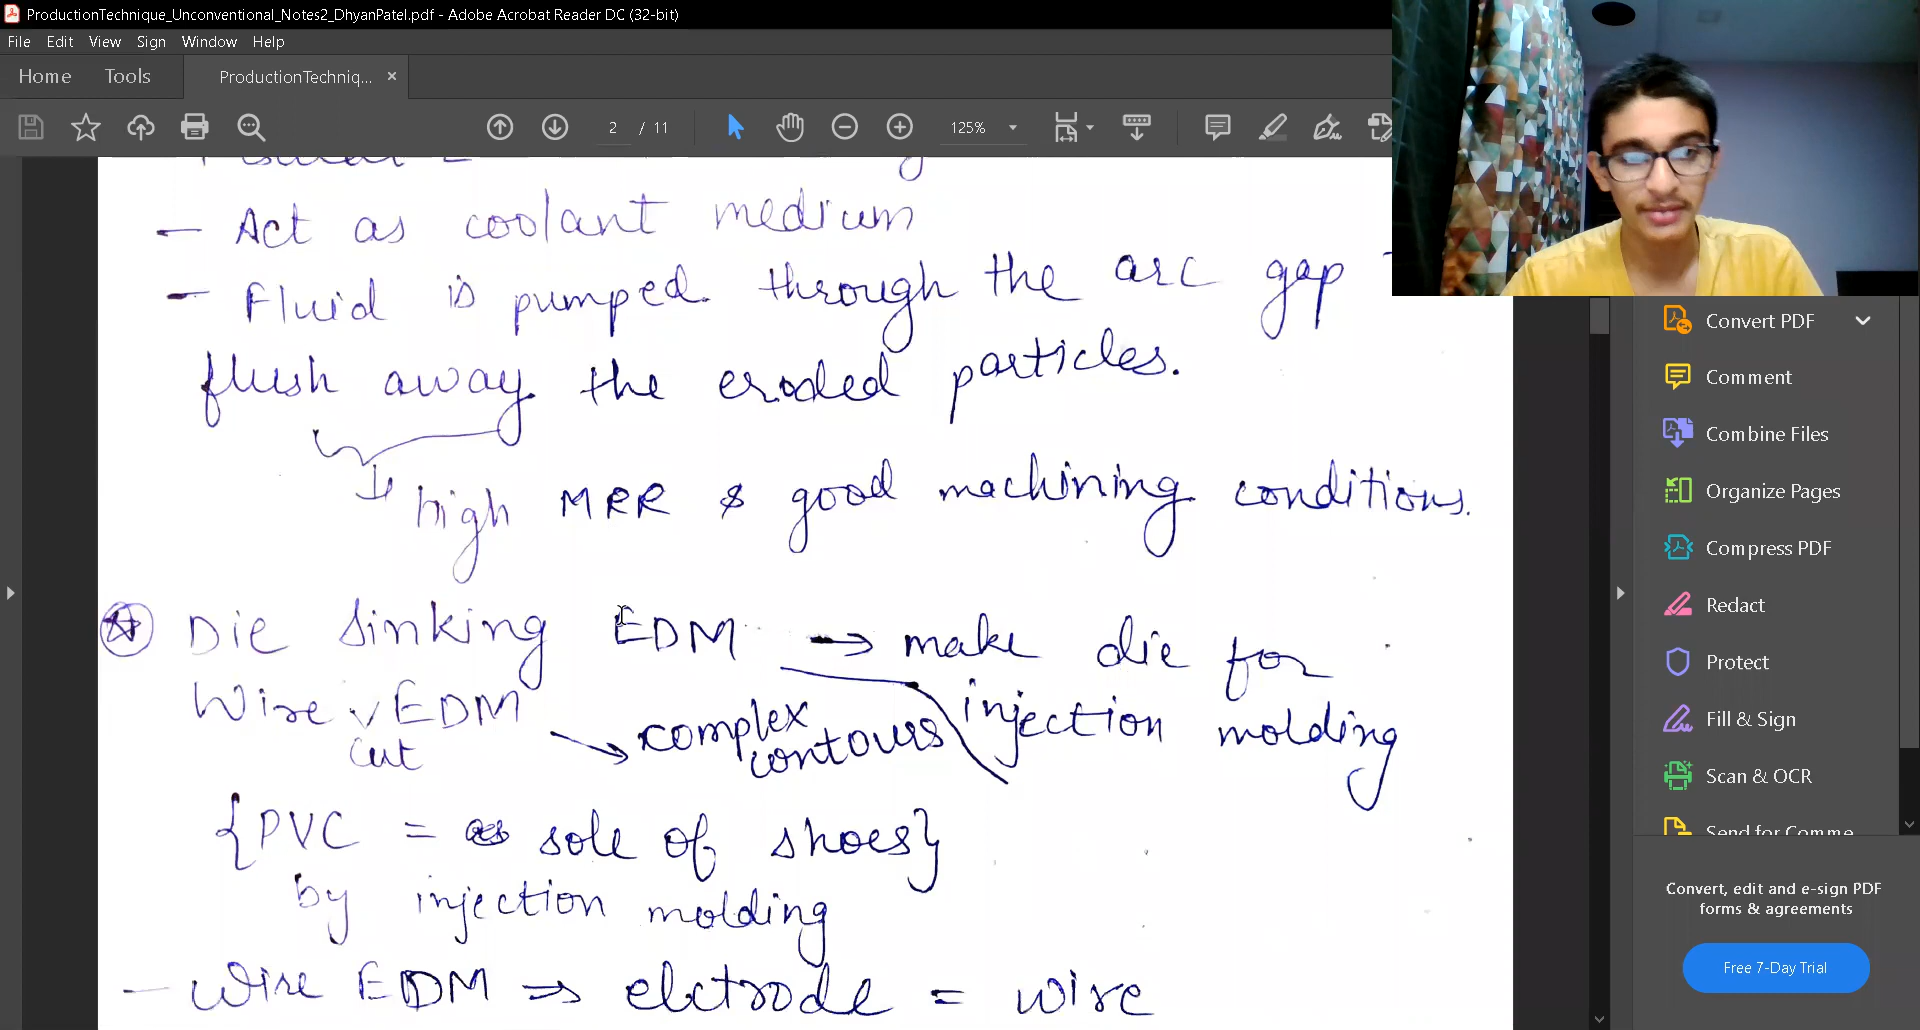 ProductionTechnique_Unconventional_Notes2_DhyanPatel.pdf - Adobe Acrobat Reader DC (32-bit)
File Edit View Sign Window Help
Home Tools ProductionTechniq... ×
2 / 11 125%
- Act as coolant medium
- Fluid is pumped through the arc gap
flush away the eroded particles.
high MRR & good machining conditions.
Die Sinking EDM → make die for
injection molding
Wire cut EDM → complex
contours
{PVC = sole of shoes}
by injection molding
- Wire EDM ⇒ elctrode = wire
Convert PDF
Comment
Combine Files
Organize Pages
Compress PDF
Redact
Protect
Fill & Sign
Scan & OCR
Send for Comme
Convert, edit and e-sign PDF
forms & agreements
Free 7-Day Trial